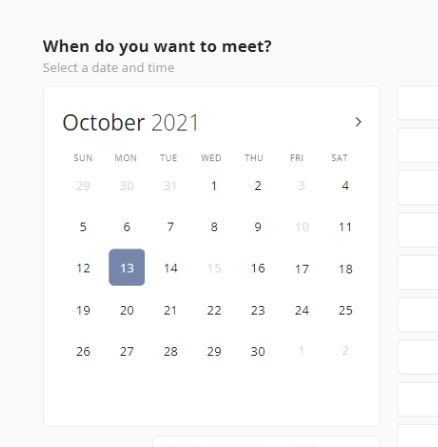 When do you want to meet?
Select a date and time
October 2021
SUN MON TUE WED THU FRI SAT
29 30 31 1 2 3 4
5 6 7 8 9 10 11
12 13 14 15 16 17 18
19 20 21 22 23 24 25
26 27 28 29 30 1 2